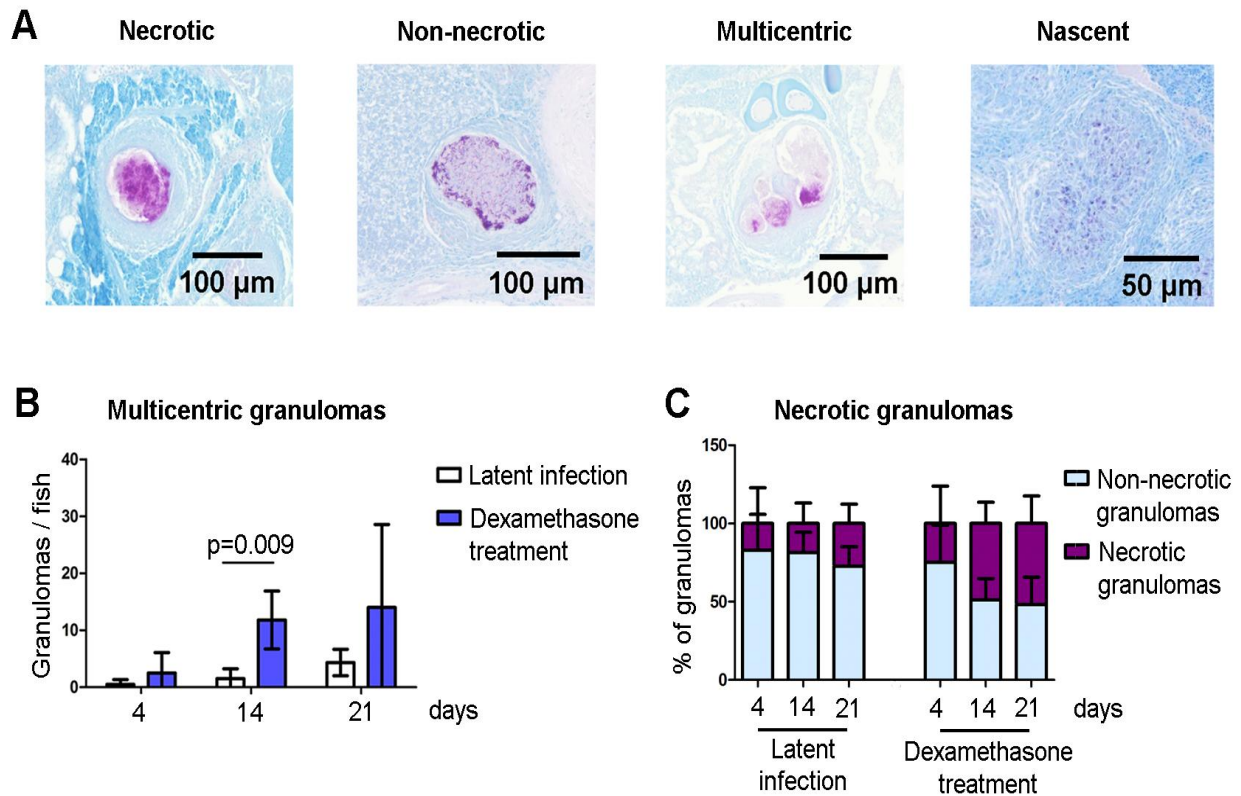 A
Necrotic
Non-necrotic
Multicentric
Nascent
100 µm
100 µm
100 µm
50 µm
B
Multicentric granulomas
Granulomas / fish
40
30
20
10
0
p=0.009
4
14
21
days
Latent infection
Dexamethasone
treatment
C
Necrotic granulomas
% of granulomas
150
100
50
0
4
14
21
4
14
21
days
Latent
infection
Dexamethasone
treatment
Non-necrotic
granulomas
Necrotic
granulomas